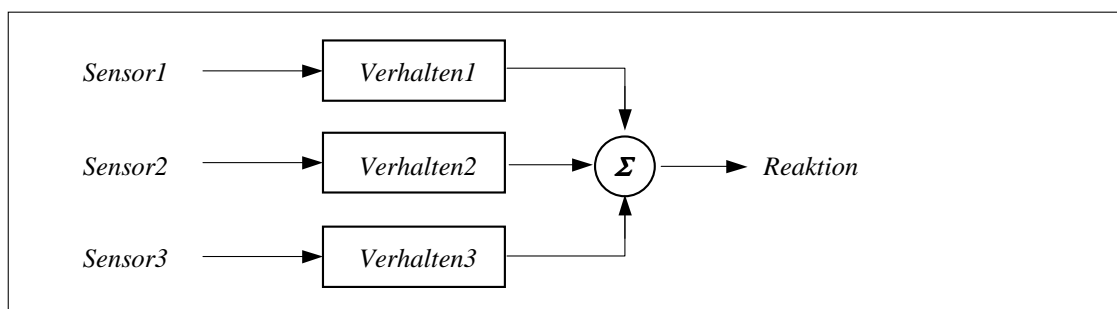 Sensor1 Verhalten1
Sensor2 Verhalten2 Σ Reaktion
Sensor3 Verhalten3